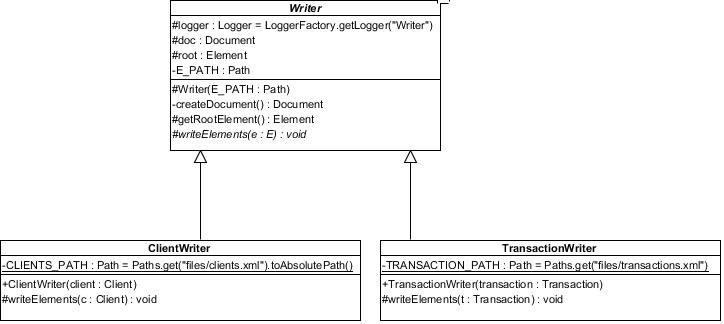 Writer
#logger : Logger = LoggerFactory.getLogger("Writer")
#doc : Document
#root : Element
-E_PATH : Path
#Writer(E_PATH : Path)
-createDocument() : Document
#getRootElement() : Element
#writeElements(e : E) : void
ClientWriter
-CLIENTS_PATH : Path = Paths.get("files/clients.xml").toAbsolutePath()
+ClientWriter(client : Client)
#writeElements(c : Client) : void
TransactionWriter
-TRANSACTION_PATH : Path = Paths.get("files/transactions.xml")
+TransactionWriter(transaction : Transaction)
#writeElements(t : Transaction) : void